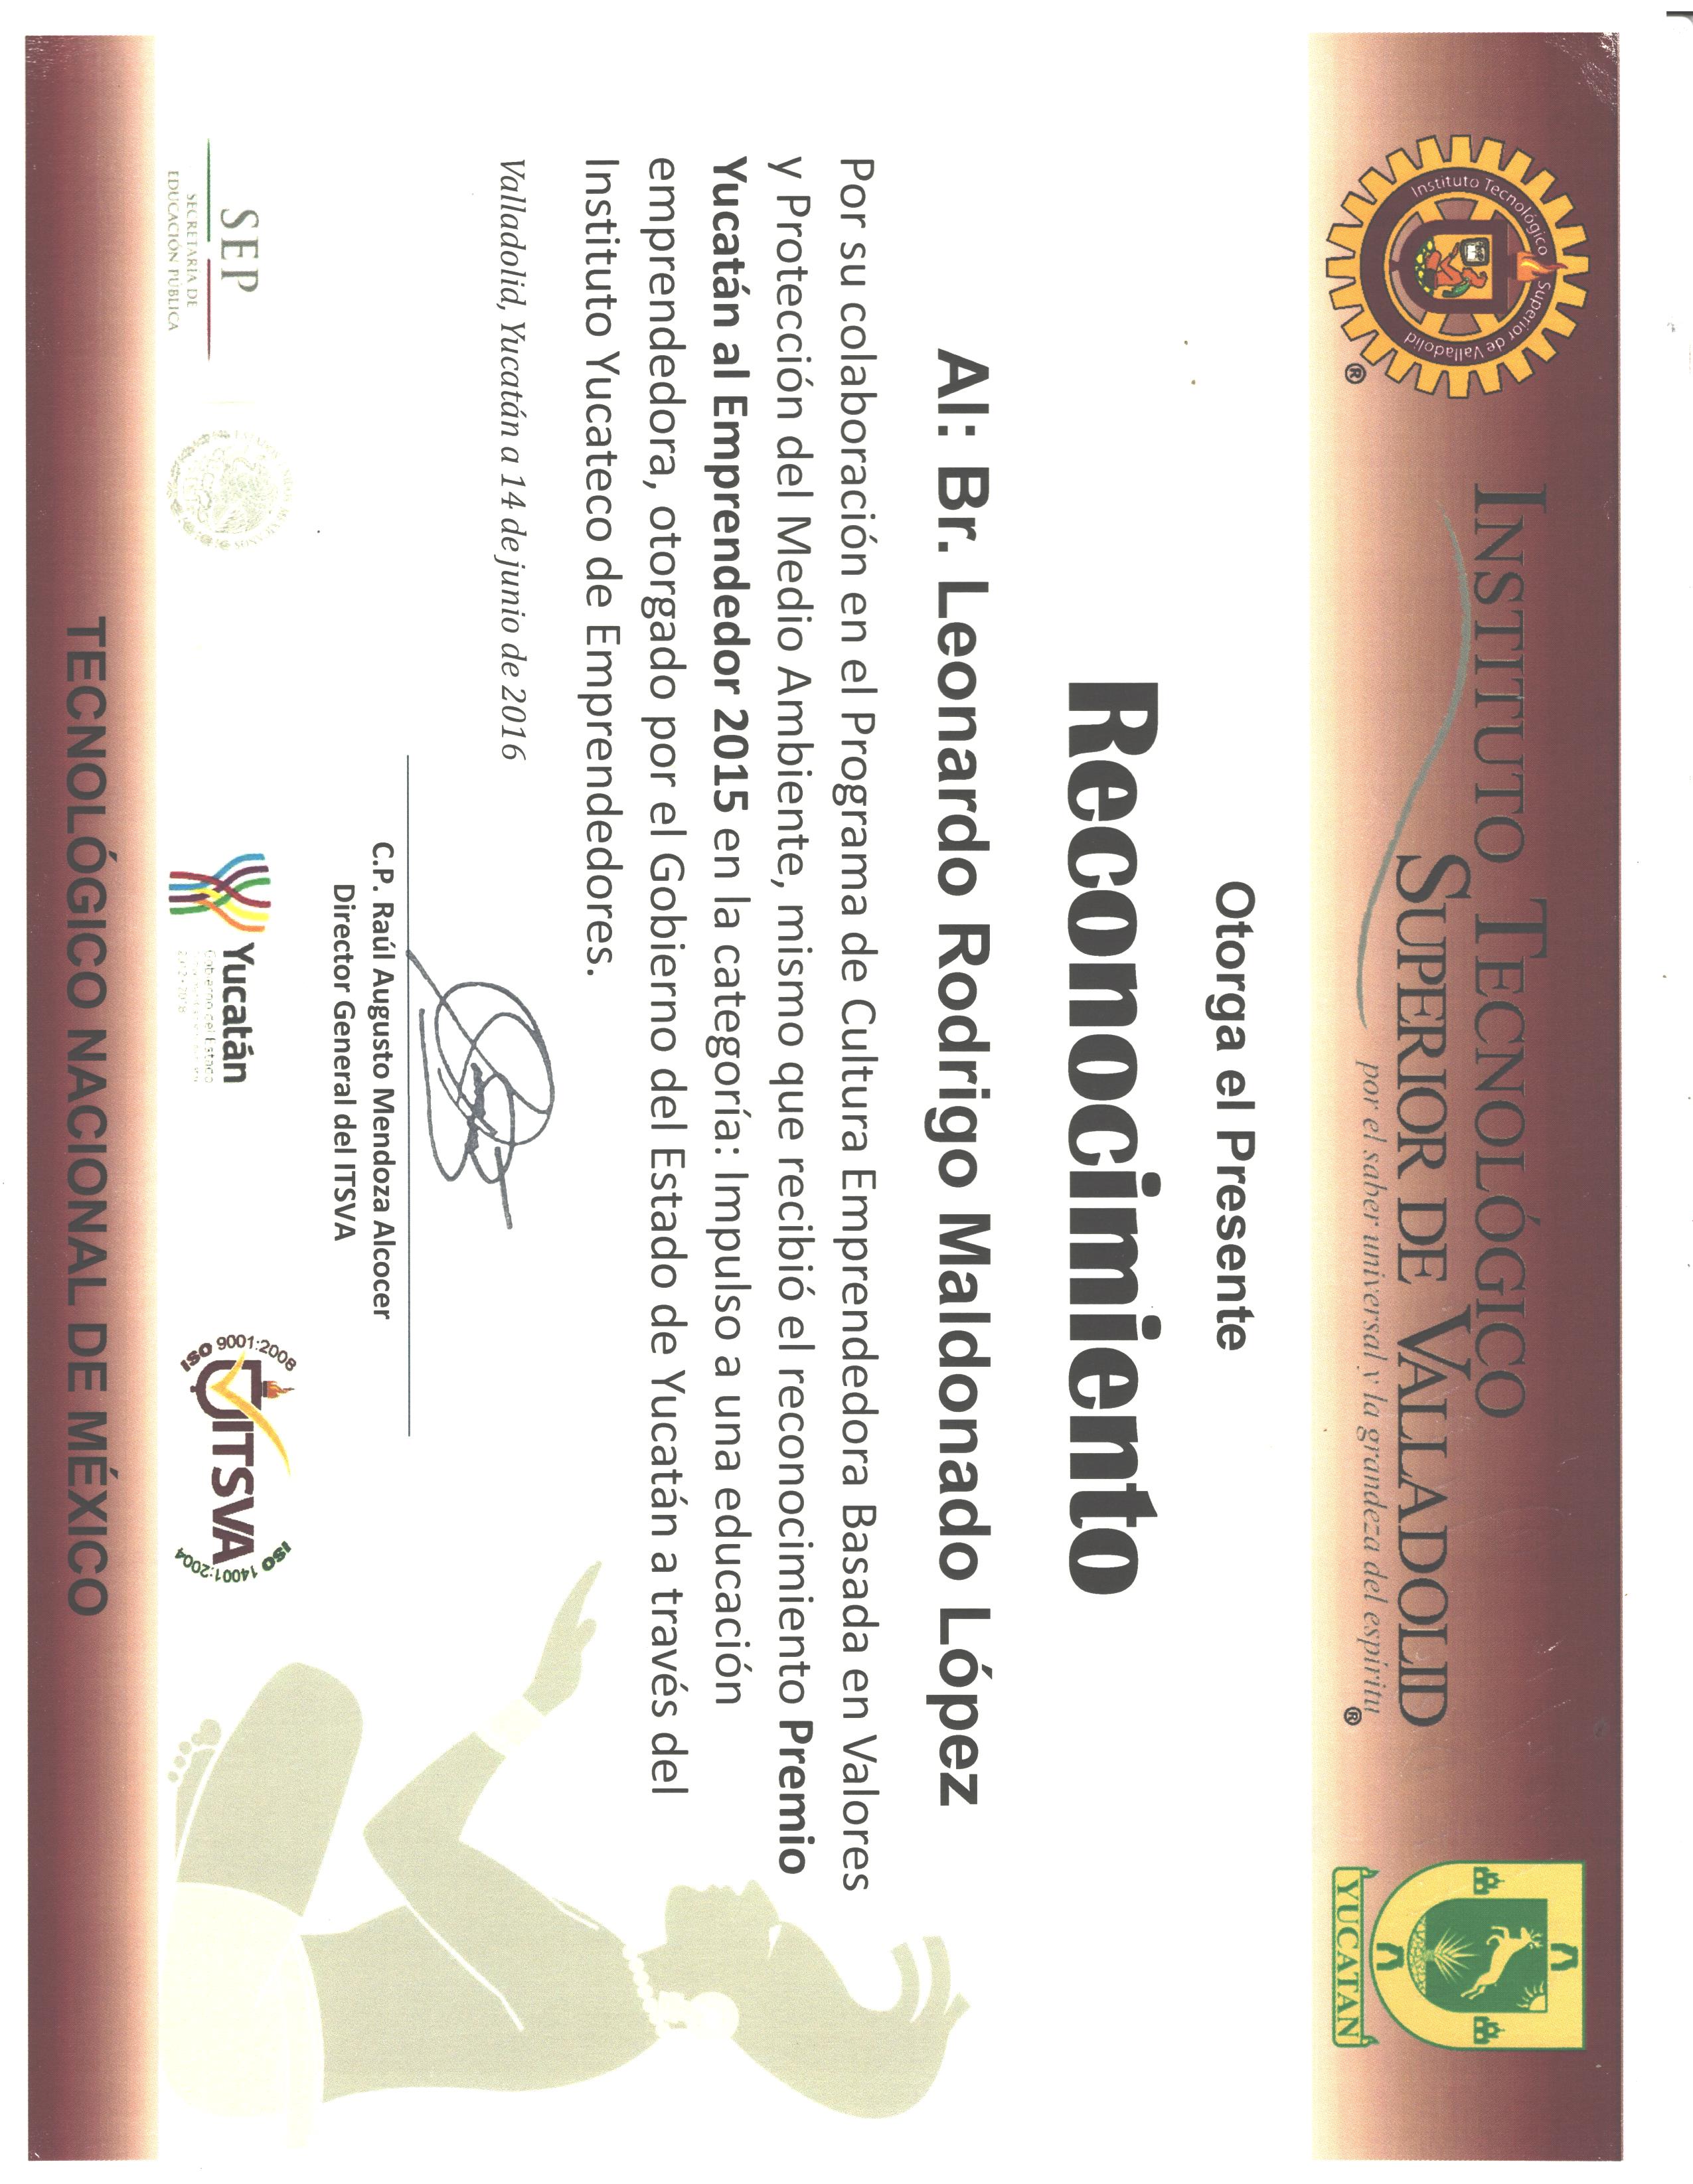 Instituto Tecnológico Superior de Valladolid
®
INSTITUTO TECNOLÓGICO
SUPERIOR DE VALLADOLID
por el saber universal y la grandeza del espíritu
®
YUCATAN
Otorga el Presente
Reconocimiento
Al: Br. Leonardo Rodrigo Maldonado López
Por su colaboración en el Programa de Cultura Emprendedora Basada en Valores
y Protección del Medio Ambiente, mismo que recibió el reconocimiento Premio
Yucatán al Emprendedor 2015 en la categoría: Impulso a una educación
emprendedora, otorgado por el Gobierno del Estado de Yucatán a través del
Instituto Yucateco de Emprendedores.
Valladolid, Yucatán a 14 de junio de 2016
C.P. Raúl Augusto Mendoza Alcocer
Director General del ITSVA
SEP
SECRETARÍA DE
EDUCACIÓN PÚBLICA
Yucatán
Gobierno del Estado
2012 - 2018
ISO 9001:2008
ITSVA
ISO 14001:2004
TECNOLÓGICO NACIONAL DE MÉXICO